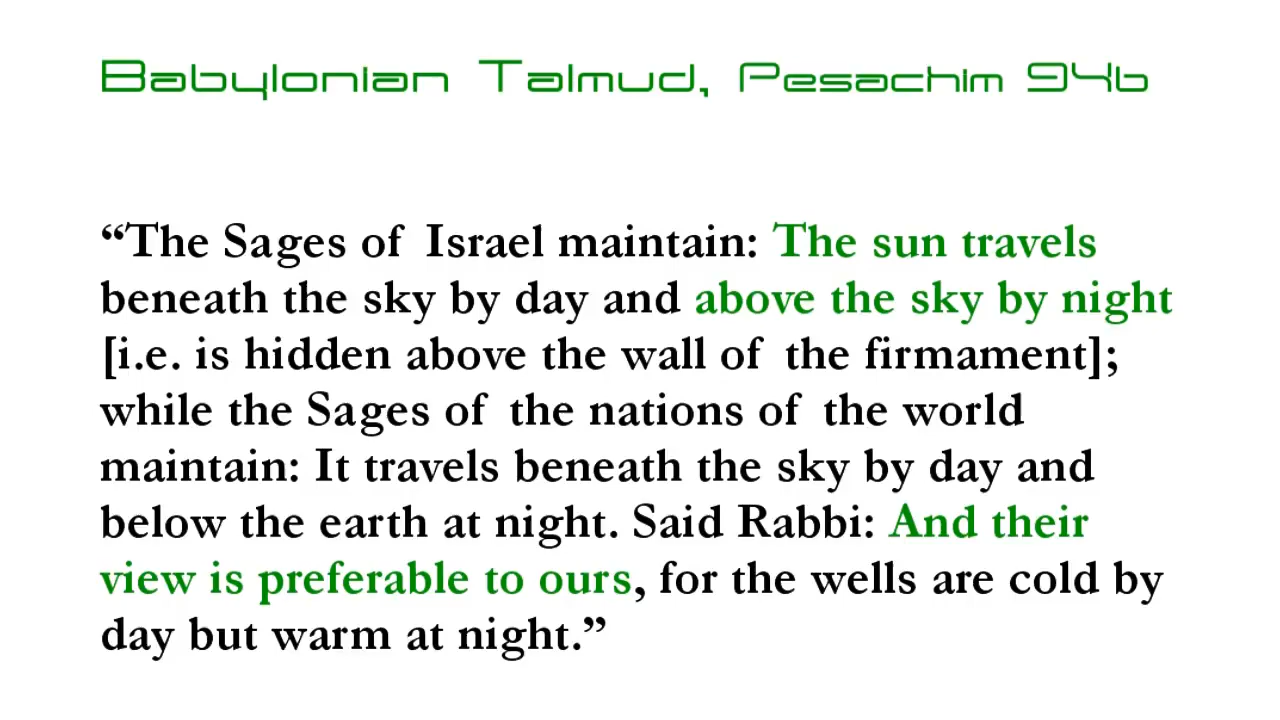 Babylonian Talmud, Pesachim 94b
“The Sages of Israel maintain: The sun travels
beneath the sky by day and above the sky by night
[i.e. is hidden above the wall of the firmament];
while the Sages of the nations of the world
maintain: It travels beneath the sky by day and
below the earth at night. Said Rabbi: And their
view is preferable to ours, for the wells are cold by
day but warm at night.”